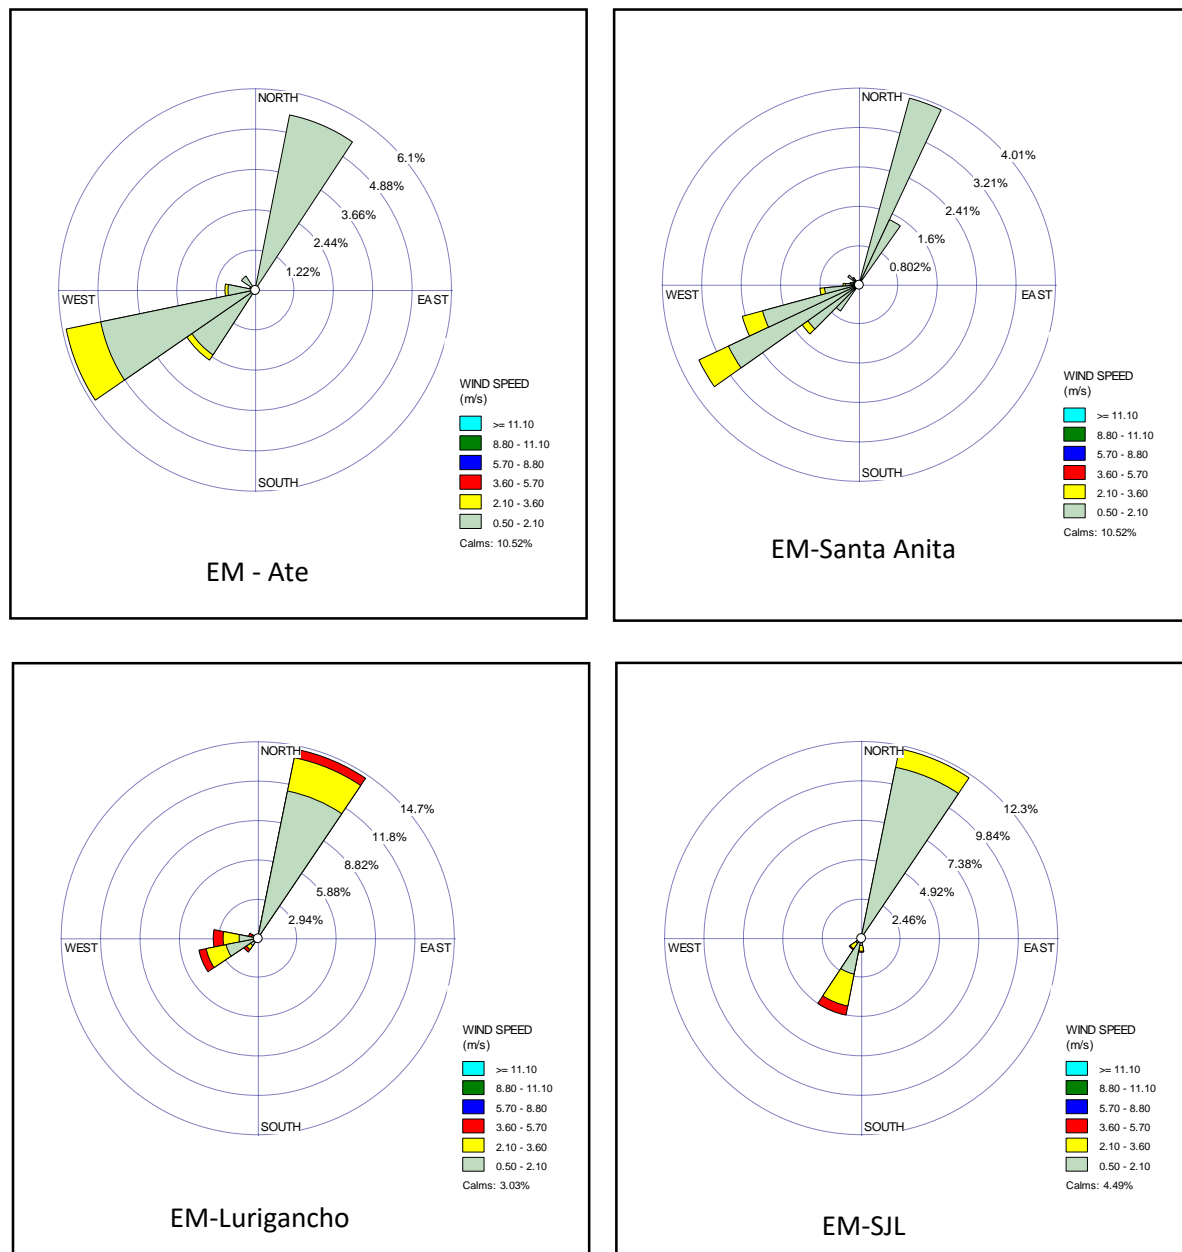 NORTH
6.1%
4.88%
3.66%
2.44%
1.22%
WEST
EAST
SOUTH
WIND SPEED
(m/s)
>= 11.10
8.80 - 11.10
5.70 - 8.80
3.60 - 5.70
2.10 - 3.60
0.50 - 2.10
Calms: 10.52%
EM - Ate
NORTH
4.01%
3.21%
2.41%
1.6%
0.802%
WEST
EAST
SOUTH
WIND SPEED
(m/s)
>= 11.10
8.80 - 11.10
5.70 - 8.80
3.60 - 5.70
2.10 - 3.60
0.50 - 2.10
Calms: 10.52%
EM-Santa Anita
NORTH
14.7%
11.8%
8.82%
5.88%
2.94%
WEST
EAST
SOUTH
WIND SPEED
(m/s)
>= 11.10
8.80 - 11.10
5.70 - 8.80
3.60 - 5.70
2.10 - 3.60
0.50 - 2.10
Calms: 3.03%
EM-Lurigancho
NORTH
12.3%
9.84%
7.38%
4.92%
2.46%
WEST
EAST
SOUTH
WIND SPEED
(m/s)
>= 11.10
8.80 - 11.10
5.70 - 8.80
3.60 - 5.70
2.10 - 3.60
0.50 - 2.10
Calms: 4.49%
EM-SJL